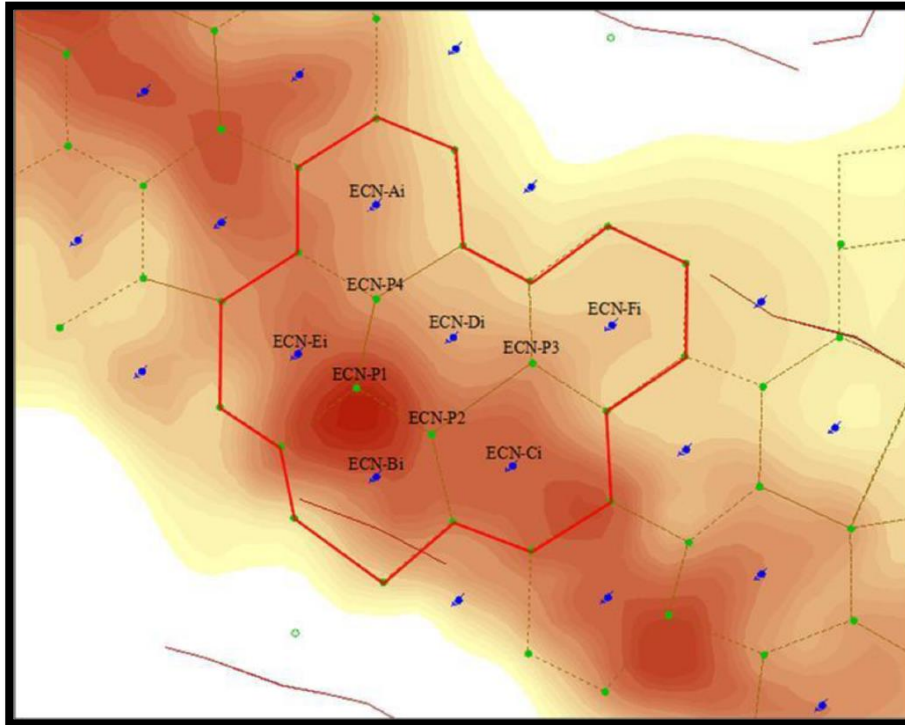 ECN-Ai
ECN-P4
ECN-Fi
ECN-Di
ECN-Ei
ECN-P3
ECN-P1
ECN-P2
ECN-Ci
ECN-Bi